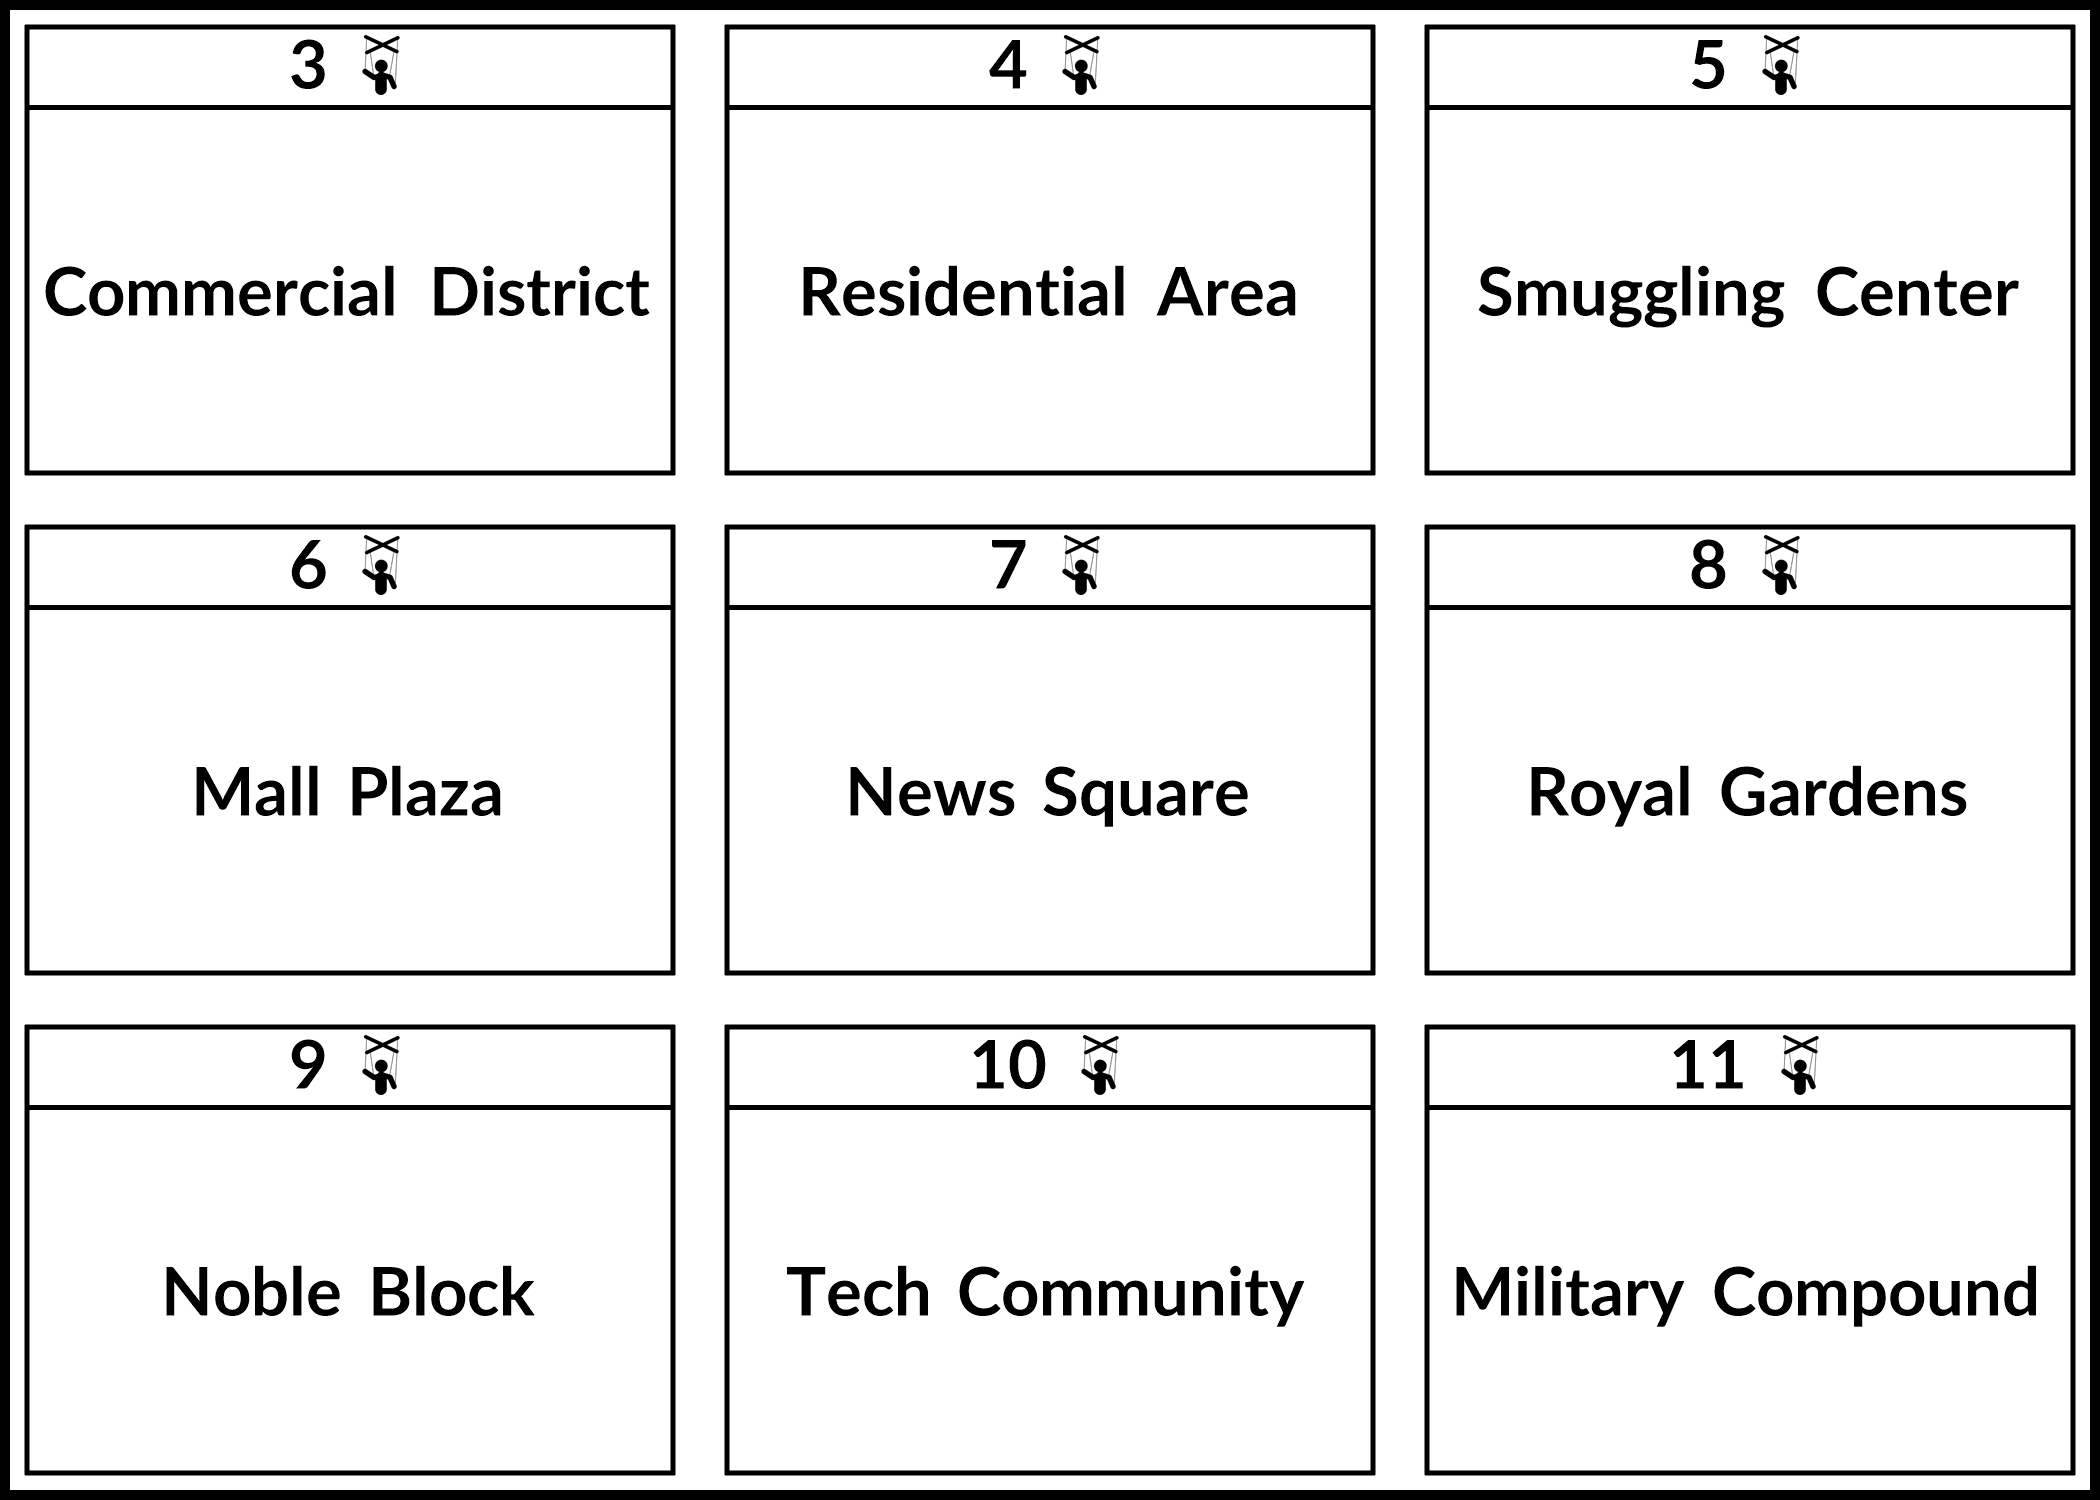 3
4
5
Commercial District
Residential Area
Smuggling Center
6
7
8
Mall Plaza
News Square
Royal Gardens
9
10
11
Noble Block
Tech Community
Military Compound